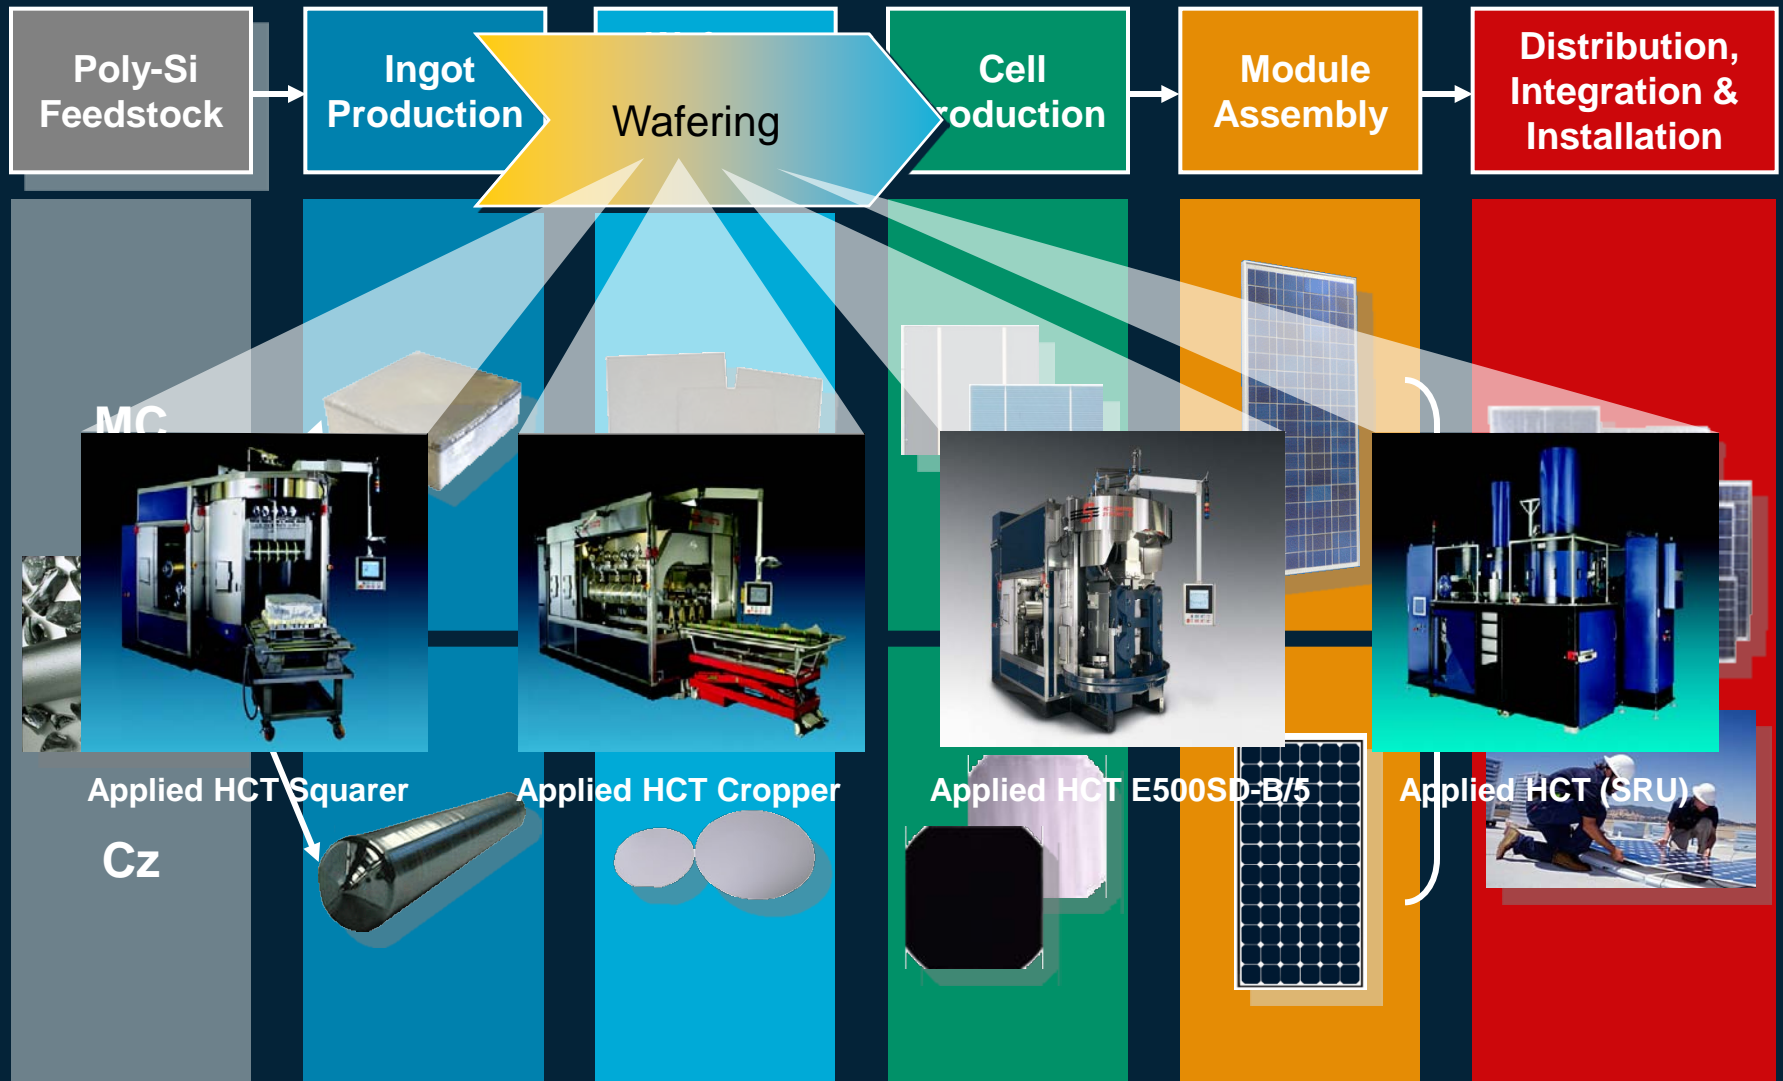 Poly-Si
Feedstock
Ingot
Production
Wafering
Cell
roduction
Module
Assembly
Distribution,
Integration &
Installation
MC
Applied HCT Squarer
Applied HCT Cropper
Applied HCT E500SD-B/5
Applied HCT (SRU)
Cz